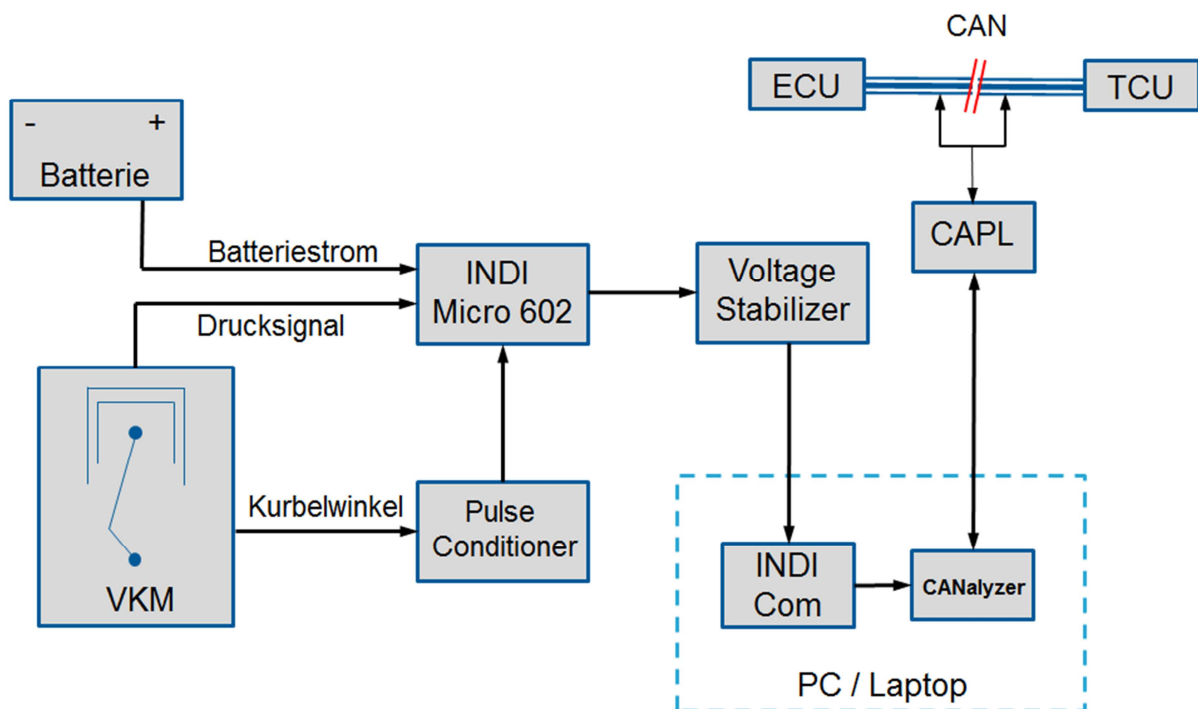 CAN
ECU
TCU
- +
Batterie
CAPL
Batteriestrom
INDI
Micro 602
Voltage
Stabilizer
Drucksignal
Kurbelwinkel
Pulse
Conditioner
VKM
INDI
Com
CANalyzer
PC / Laptop